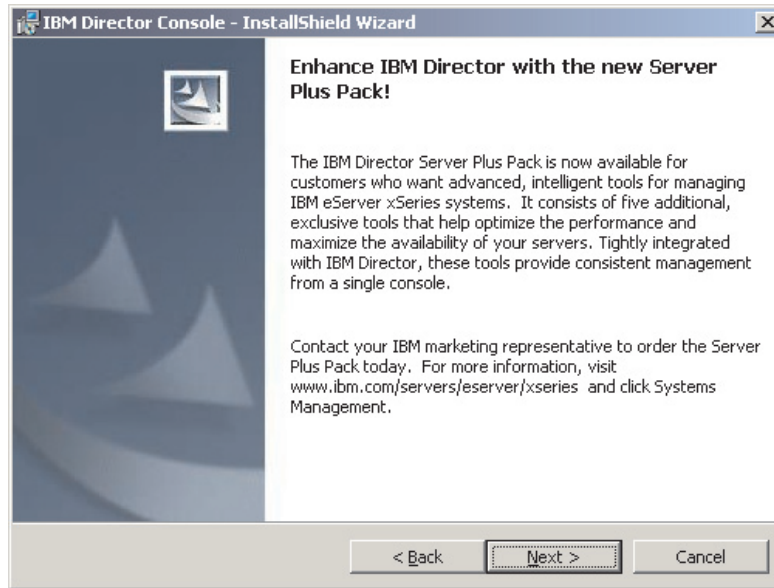 IBM Director Console - InstallShield Wizard
Enhance IBM Director with the new Server
Plus Pack!
The IBM Director Server Plus Pack is now available for
customers who want advanced, intelligent tools for managing
IBM eServer xSeries systems.  It consists of five additional,
exclusive tools that help optimize the performance and
maximize the availability of your servers. Tightly integrated
with IBM Director, these tools provide consistent management
from a single console.
Contact your IBM marketing representative to order the Server
Plus Pack today.  For more information, visit
www.ibm.com/servers/eserver/xseries  and click Systems
Management.
< Back
Next >
Cancel